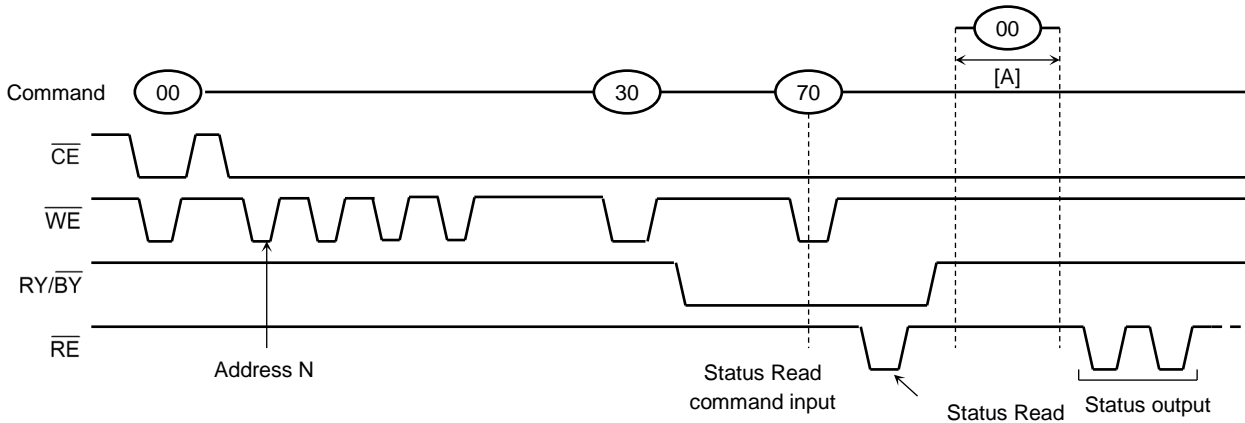 00
[A]
Command
00
30
70
CE
WE
RY/BY
RE
Address N
Status Read
command input
Status Read
Status output